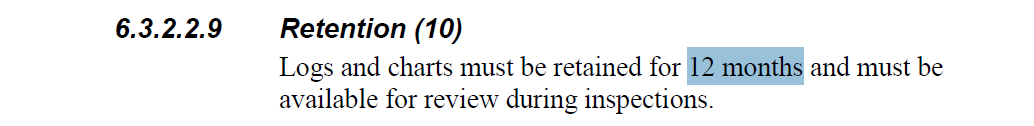 6.3.2.2.9 Retention (10)
Logs and charts must be retained for 12 months and must be
available for review during inspections.